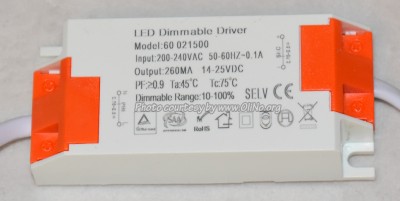 LED Dimmable Driver
Model:60 021500
Input:200-240VAC 50-60HZ~0.1A
Output:260MA 14-25VDC
PF≥0.9 Ta:45℃ Tc:75℃
Dimmable Range:10-100% SELV
Photo courtesy by www.OliNo.org
SAA RoHS